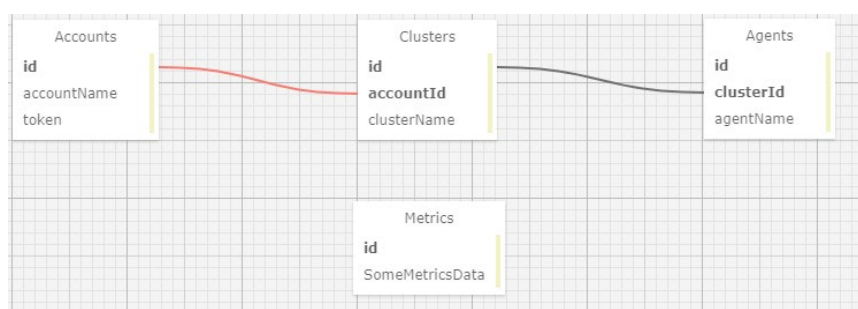 Accounts
id
accountName
token
Clusters
id
accountId
clusterName
Agents
id
clusterId
agentName
Metrics
id
SomeMetricsData